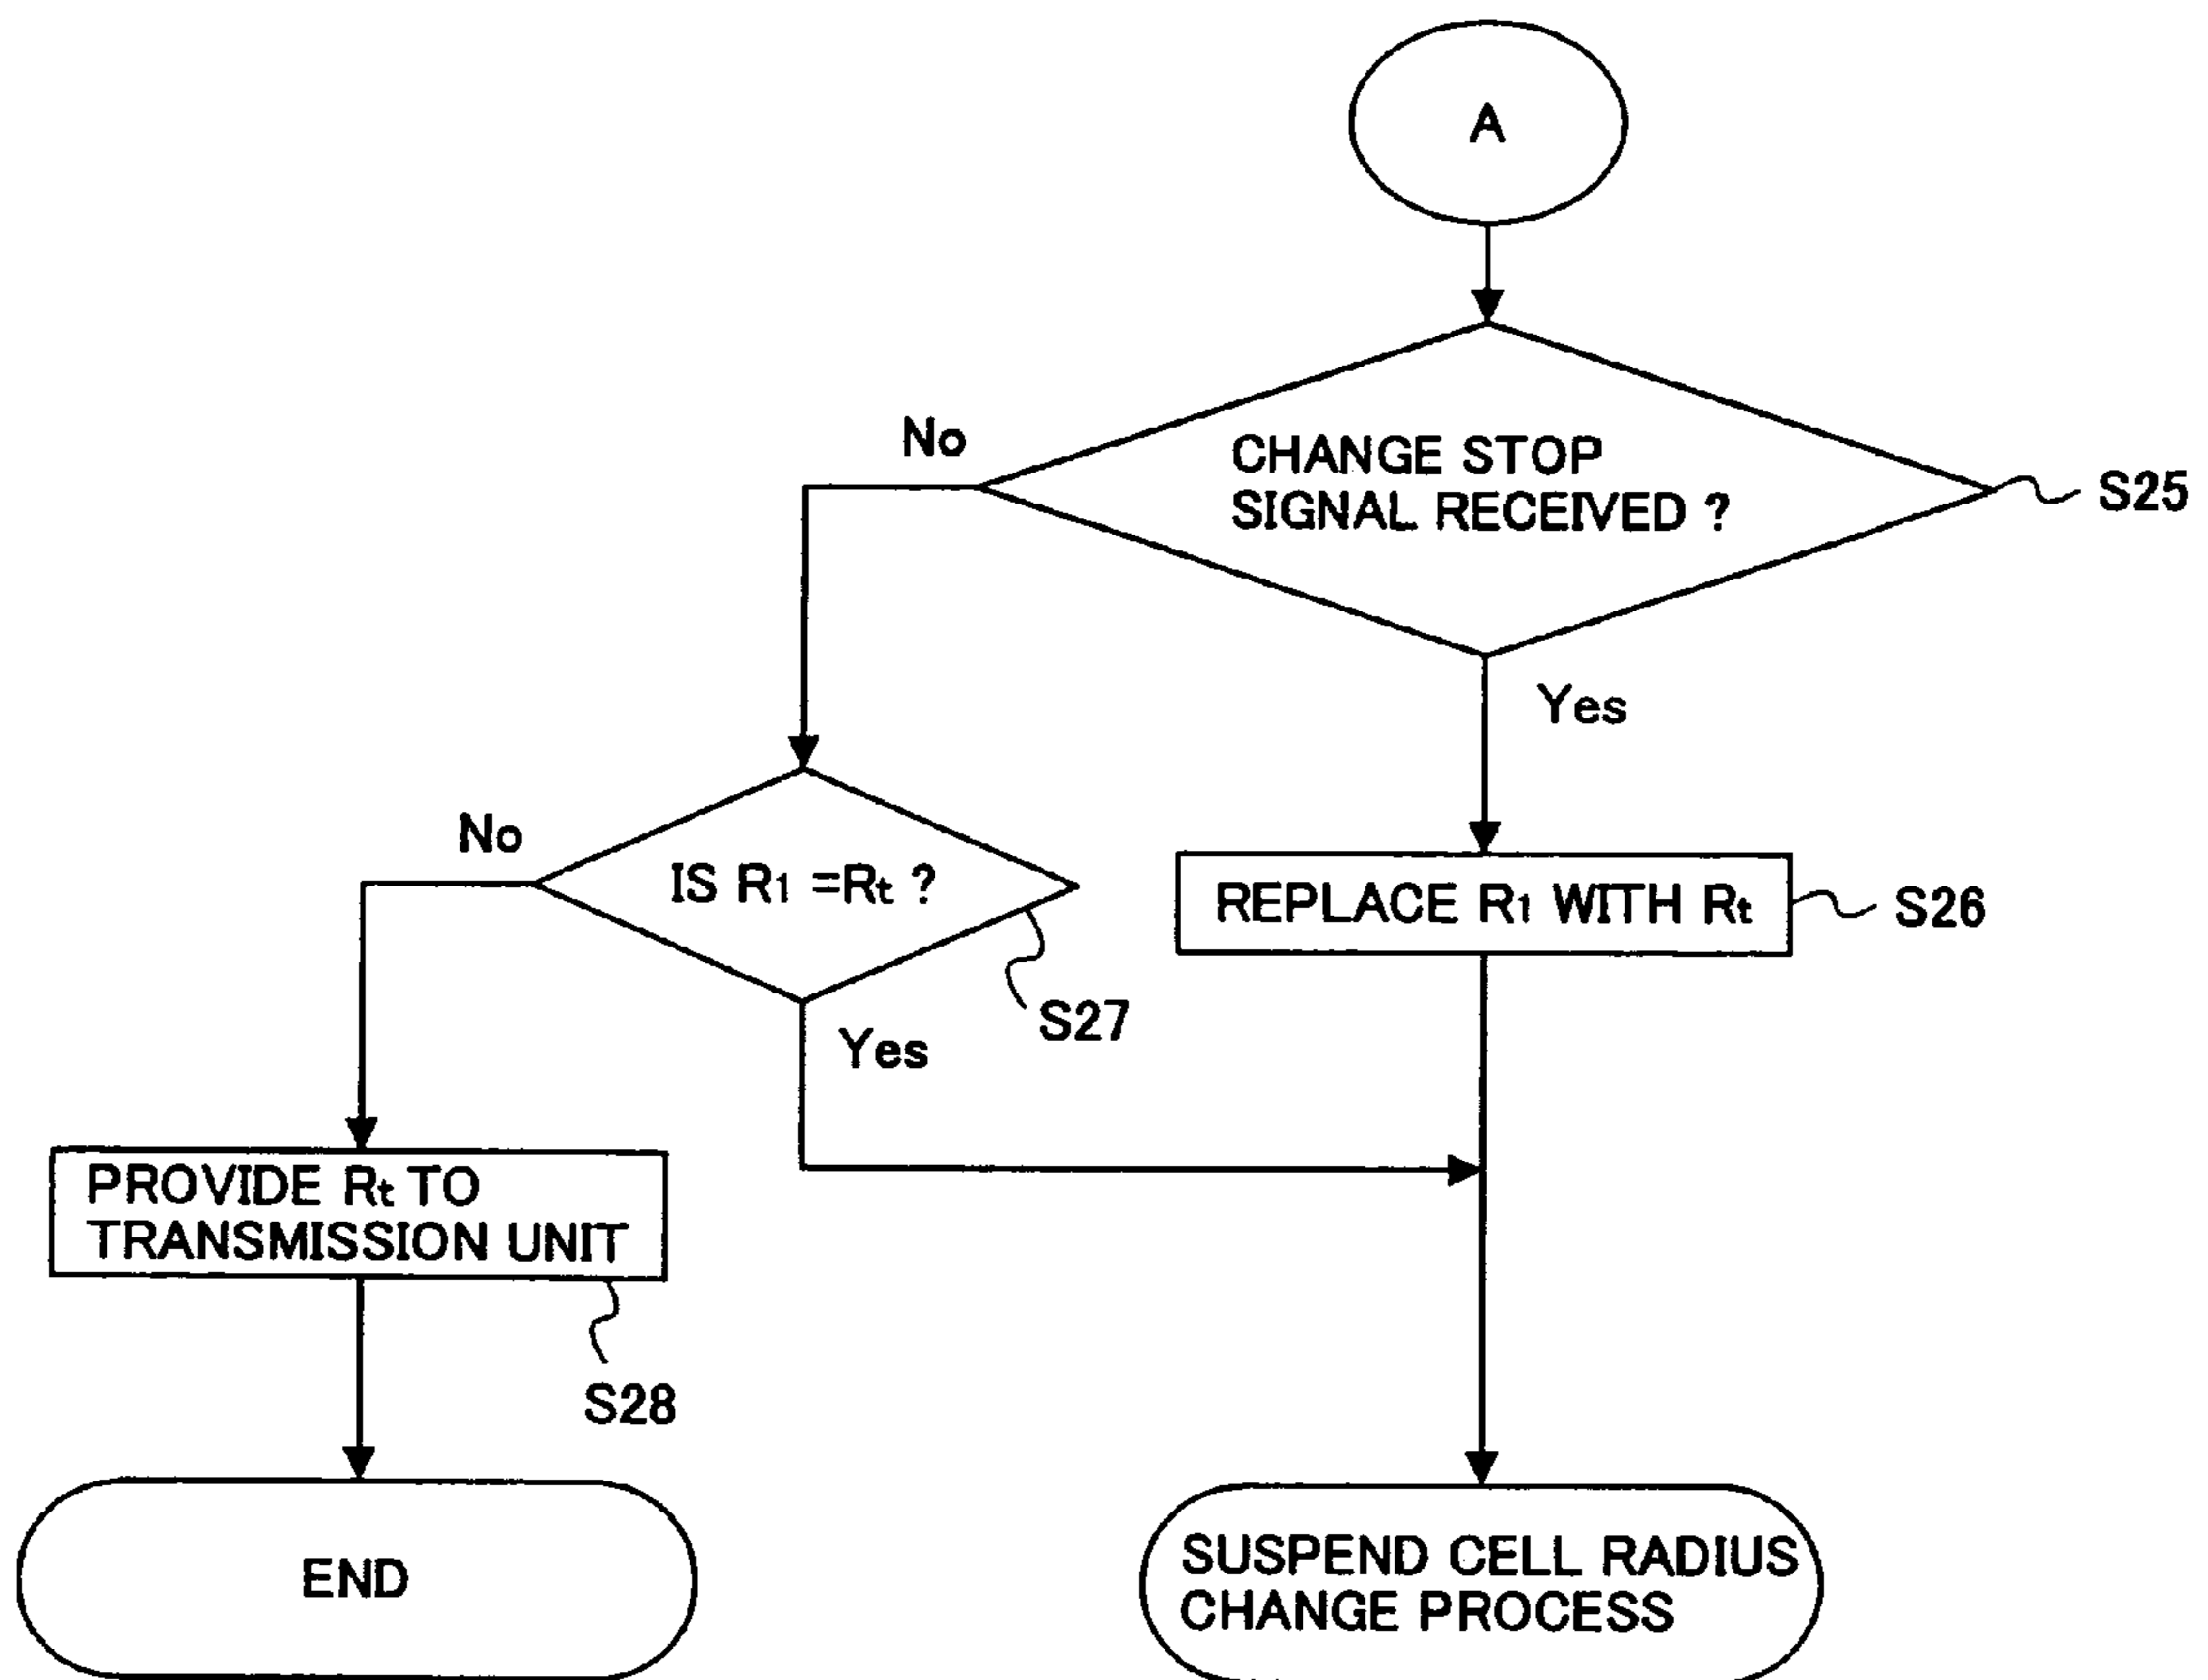 A
CHANGE STOP
SIGNAL RECEIVED ?
S25
No
Yes
IS R1 =Rt ?
S27
No
Yes
REPLACE R1 WITH Rt
S26
PROVIDE Rt TO
TRANSMISSION UNIT
S28
END
SUSPEND CELL RADIUS
CHANGE PROCESS